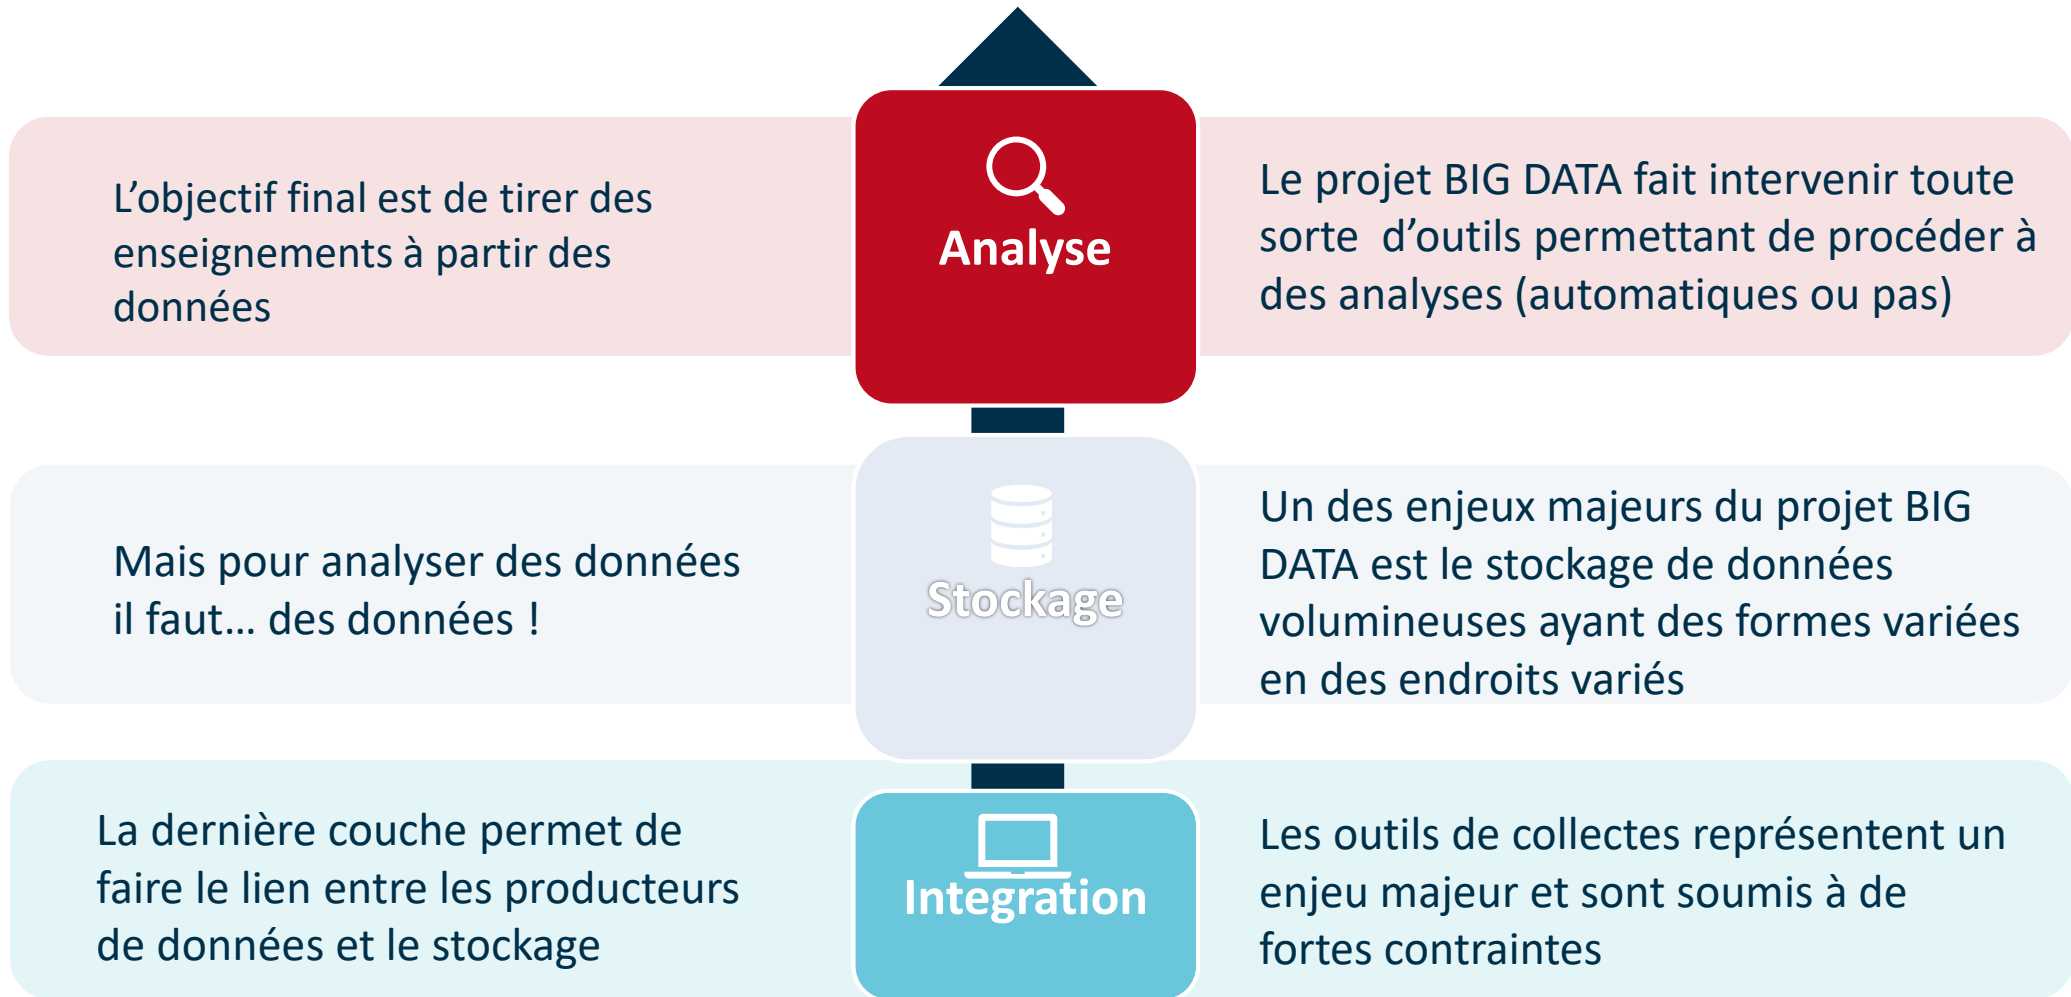 L’objectif final est de tirer des
enseignements à partir des
données
Analyse
Le projet BIG DATA fait intervenir toute
sorte  d’outils permettant de procéder à
des analyses (automatiques ou pas)
Mais pour analyser des données
il faut… des données !
Stockage
Un des enjeux majeurs du projet BIG
DATA est le stockage de données
volumineuses ayant des formes variées
en des endroits variés
La dernière couche permet de
faire le lien entre les producteurs
de données et le stockage
Integration
Les outils de collectes représentent un
enjeu majeur et sont soumis à de
fortes contraintes